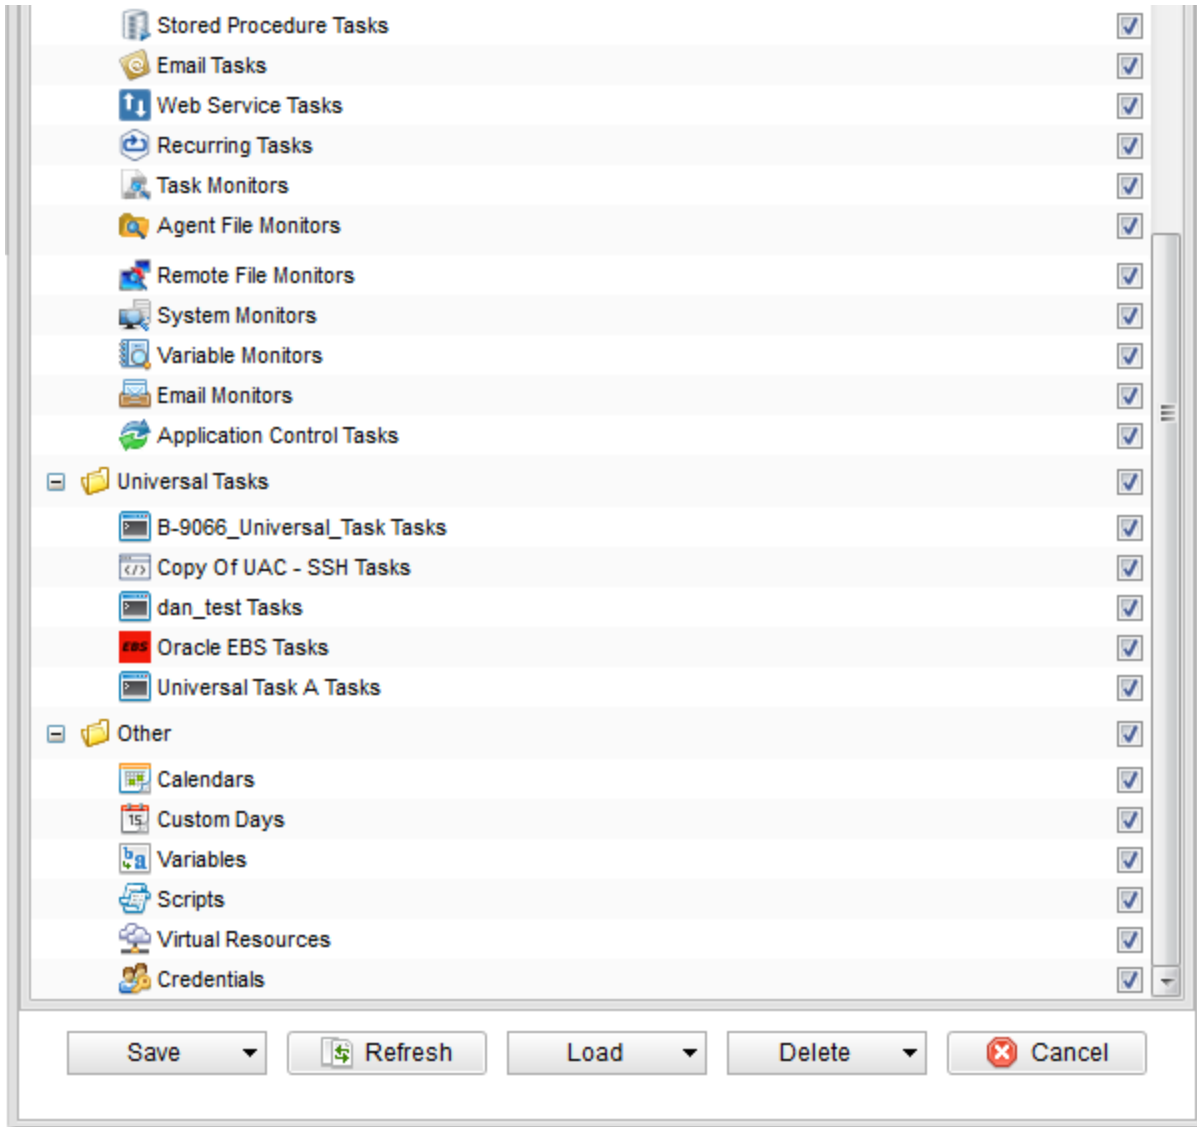 Stored Procedure Tasks
Email Tasks
Web Service Tasks
Recurring Tasks
Task Monitors
Agent File Monitors
Remote File Monitors
System Monitors
Variable Monitors
Email Monitors
Application Control Tasks
Universal Tasks
B-9066_Universal_Task Tasks
Copy Of UAC - SSH Tasks
dan_test Tasks
EBS Oracle EBS Tasks
Universal Task A Tasks
Other
Calendars
15 Custom Days
b a Variables
Scripts
Virtual Resources
Credentials
Save Refresh Load Delete Cancel